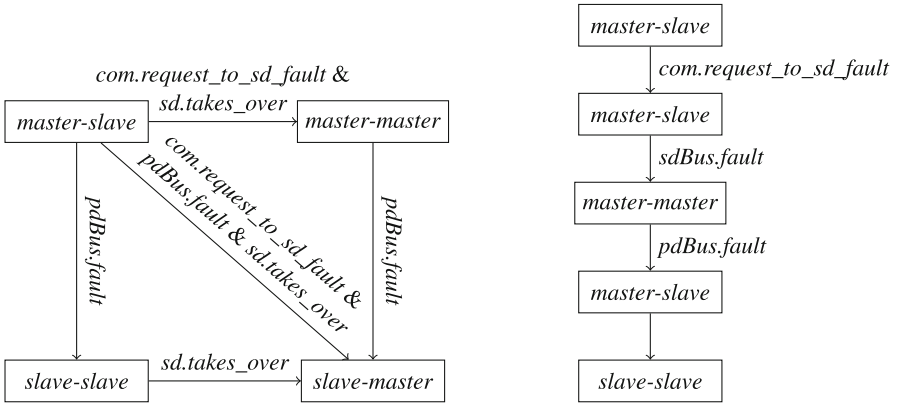 com.request_to_sd_fault &
sd.takes_over
master-slave
master-master
pdBus.fault
com.request_to_sd_fault &
pdBus.fault & sd.takes_over
pdBus.fault
sd.takes_over
slave-slave
slave-master
master-slave
com.request_to_sd_fault
master-slave
sdBus.fault
master-master
pdBus.fault
master-slave
slave-slave